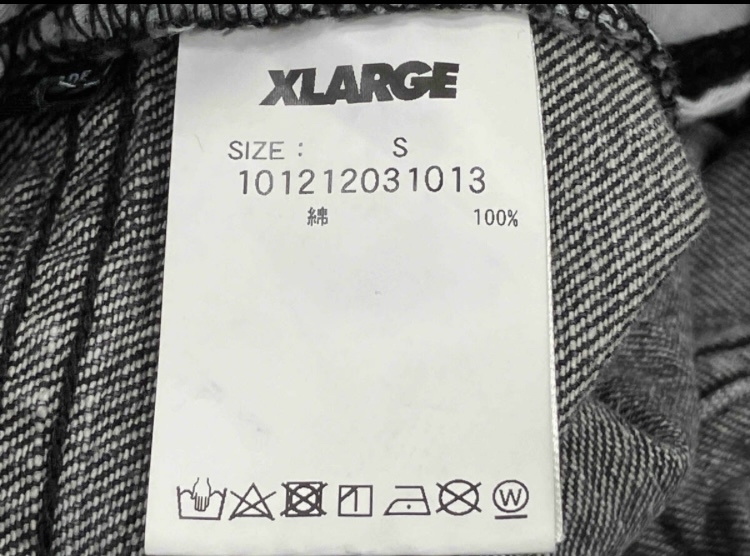 XLARGE
SIZE : S
101212031013
綿 100%
W